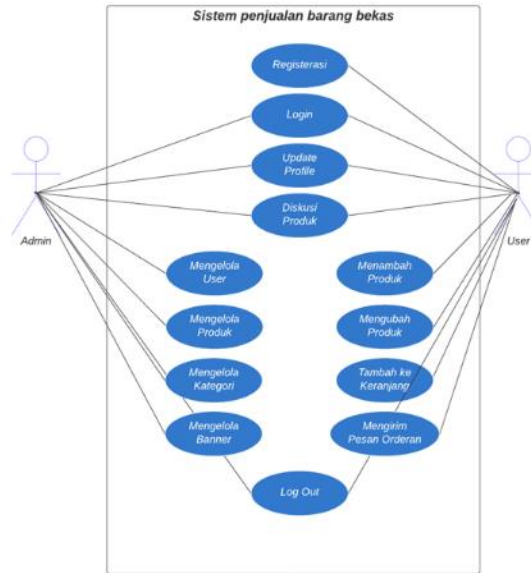 Sistem penjualan barang bekas
Registerasi
Login
Update
Profile
Diskusi
Produk
Admin
User
Mengelola
User
Menambah
Produk
Mengelola
Produk
Mengubah
Produk
Mengelola
Kategori
Tambah ke
Keranjang
Mengelola
Banner
Mengirim
Pesan Orderan
Log Out